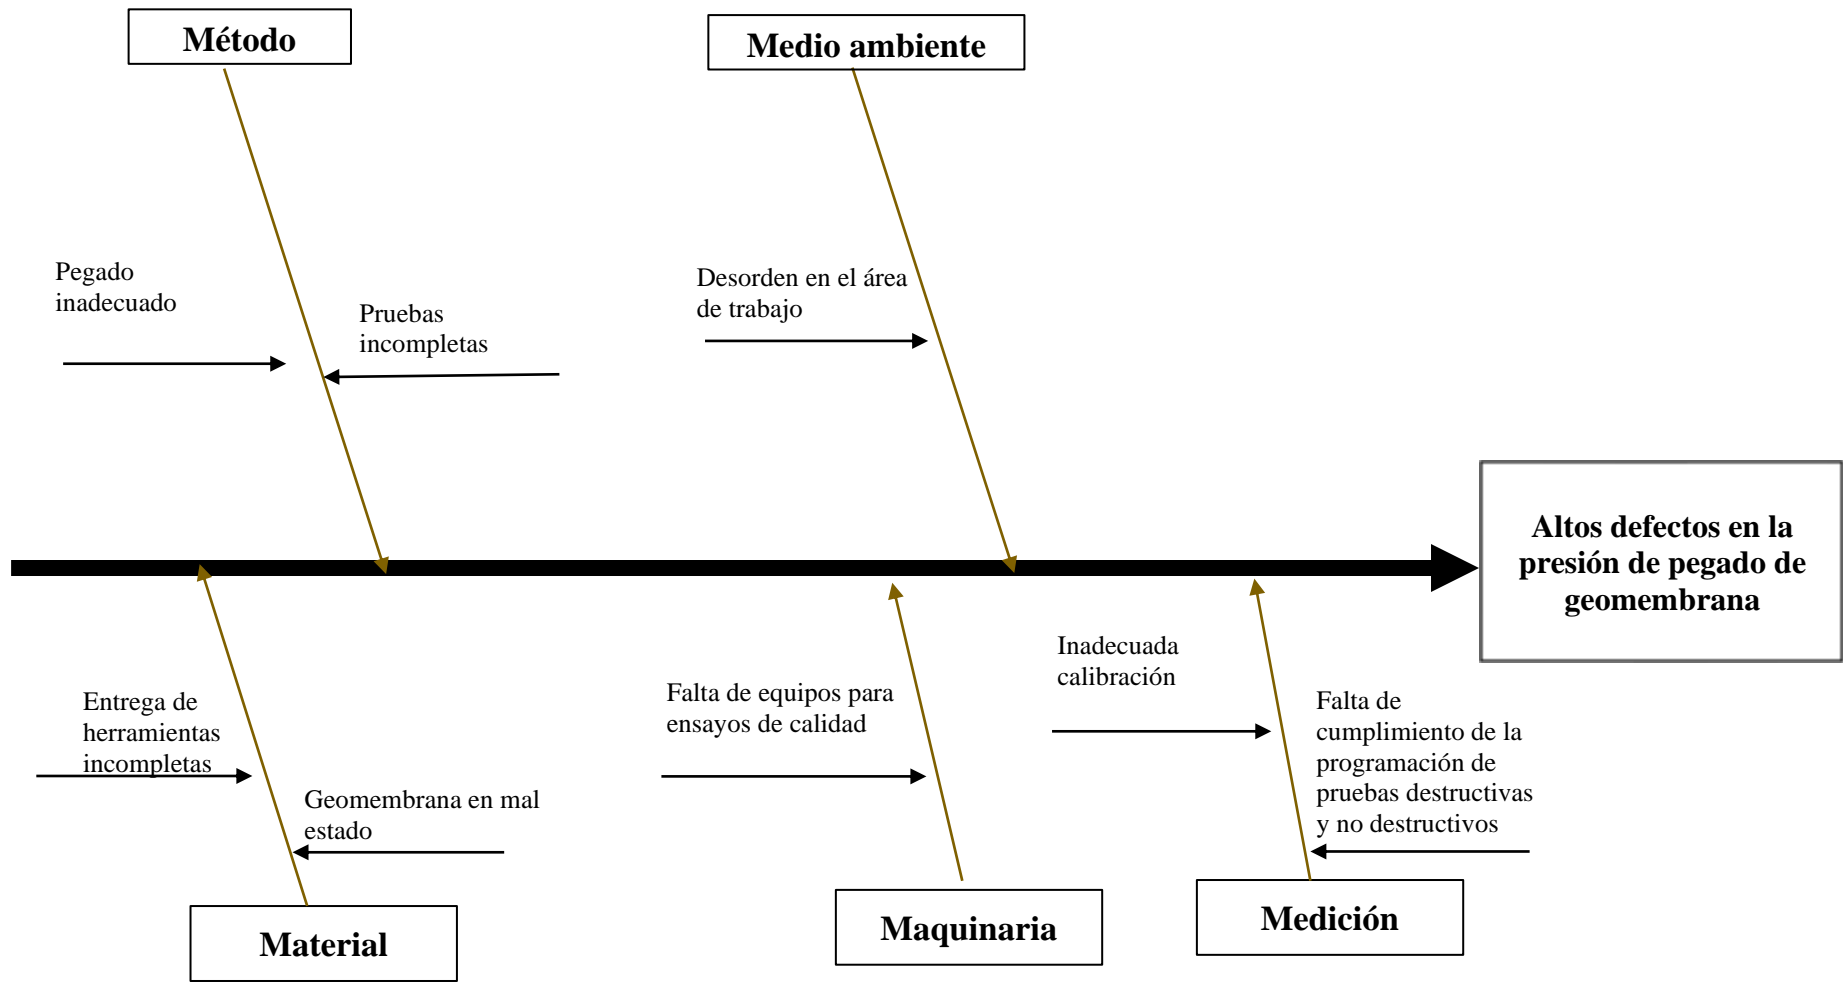 Método
Medio ambiente
Pegado
inadecuado
Pruebas
incompletas
Desorden en el área
de trabajo
Altos defectos en la
presión de pegado de
geomembrana
Entrega de
herramientas
incompletas
Geomembrana en mal
estado
Falta de equipos para
ensayos de calidad
Inadecuada
calibración
Falta de
cumplimiento de la
programación de
pruebas destructivas
y no destructivos
Material
Maquinaria
Medición